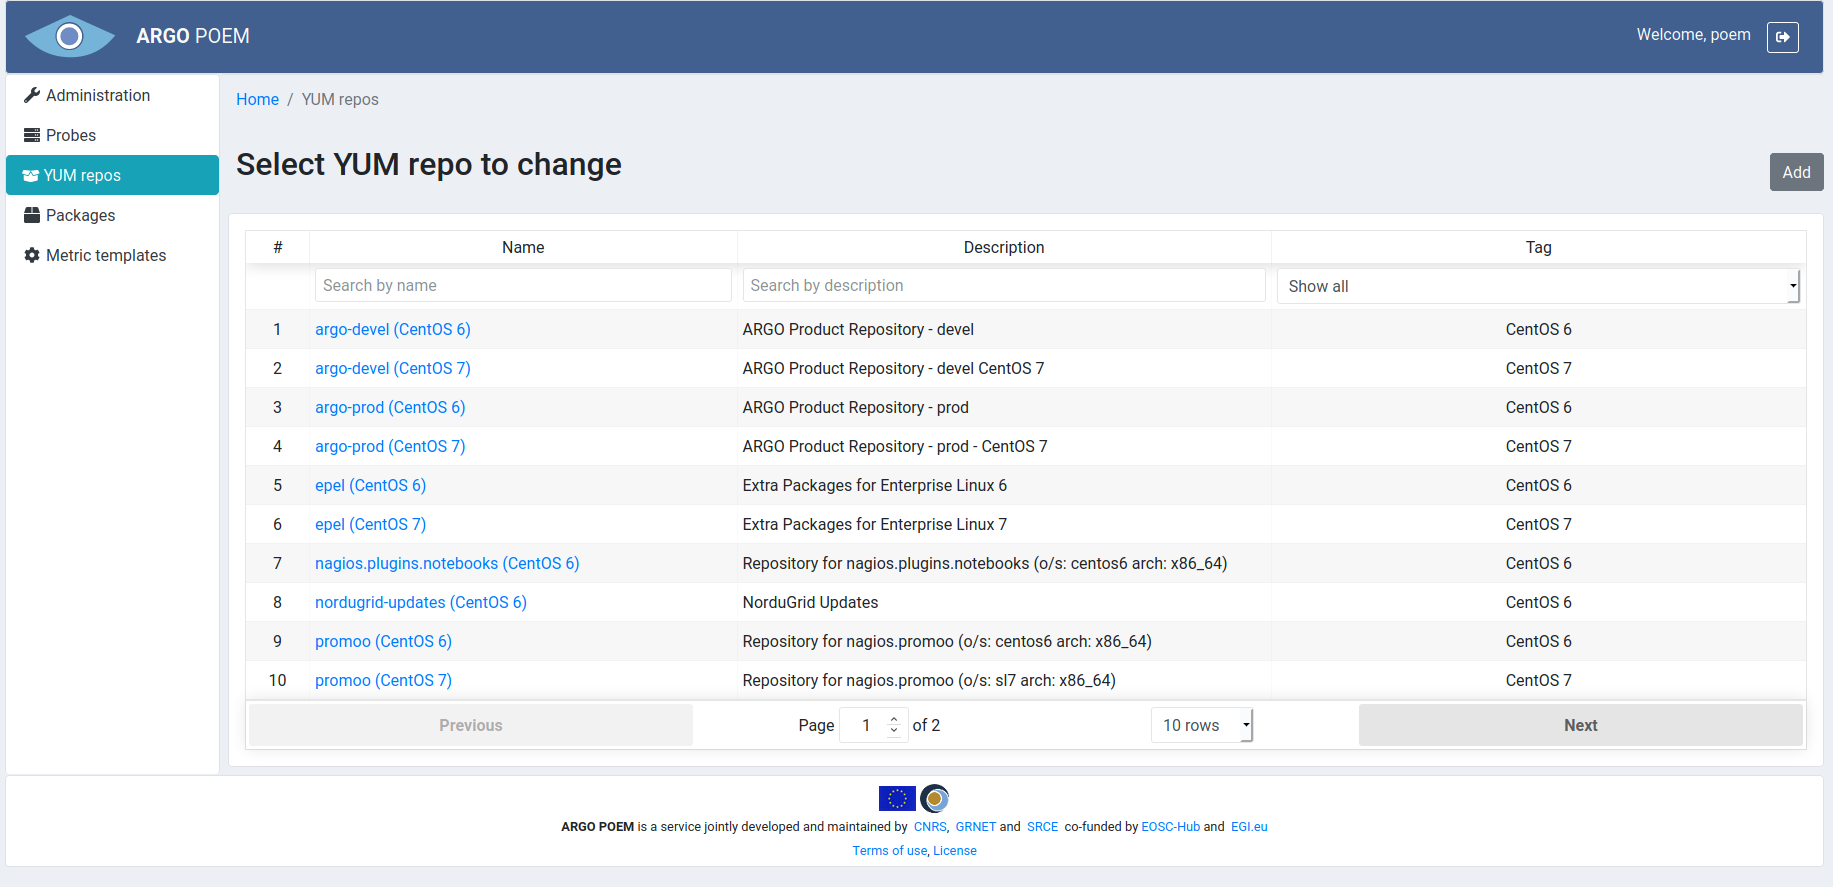 ARGO POEM
Welcome, poem
Administration
Probes
YUM repos
Packages
Metric templates
Home / YUM repos
Select YUM repo to change
Add
# Name Description Tag
Search by name Search by description Show all
1 argo-devel (CentOS 6) ARGO Product Repository - devel CentOS 6
2 argo-devel (CentOS 7) ARGO Product Repository - devel CentOS 7 CentOS 7
3 argo-prod (CentOS 6) ARGO Product Repository - prod CentOS 6
4 argo-prod (CentOS 7) ARGO Product Repository - prod - CentOS 7 CentOS 7
5 epel (CentOS 6) Extra Packages for Enterprise Linux 6 CentOS 6
6 epel (CentOS 7) Extra Packages for Enterprise Linux 7 CentOS 7
7 nagios.plugins.notebooks (CentOS 6) Repository for nagios.plugins.notebooks (o/s: centos6 arch: x86_64) CentOS 6
8 nordugrid-updates (CentOS 6) NorduGrid Updates CentOS 6
9 promoo (CentOS 6) Repository for nagios.promoo (o/s: centos6 arch: x86_64) CentOS 6
10 promoo (CentOS 7) Repository for nagios.promoo (o/s: sl7 arch: x86_64) CentOS 7
Previous Page 1 of 2 10 rows Next
ARGO POEM is a service jointly developed and maintained by CNRS, GRNET and SRCE co-funded by EOSC-Hub and EGI.eu
Terms of use, License